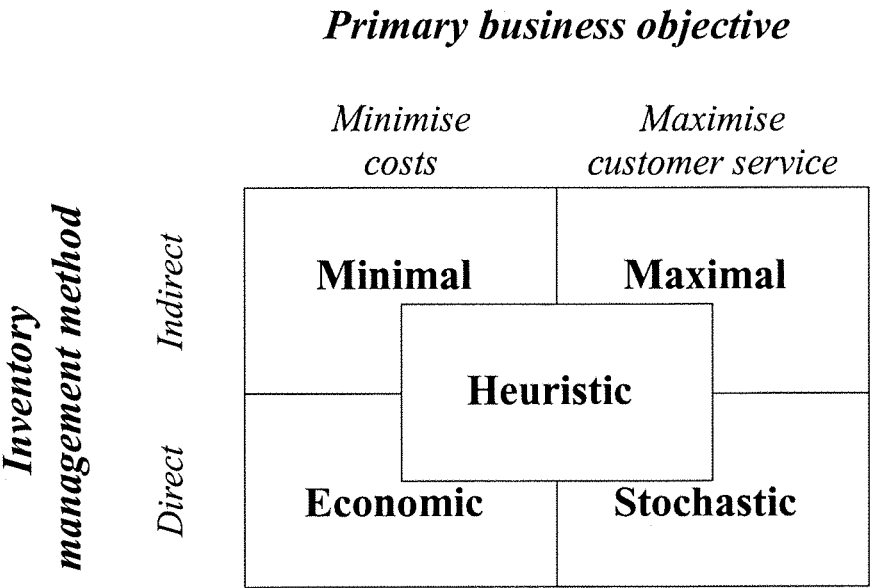 Primary business objective
Minimise
costs
Maximise
customer service
Inventory
management method
Indirect
Direct
Minimal
Maximal
Heuristic
Economic
Stochastic